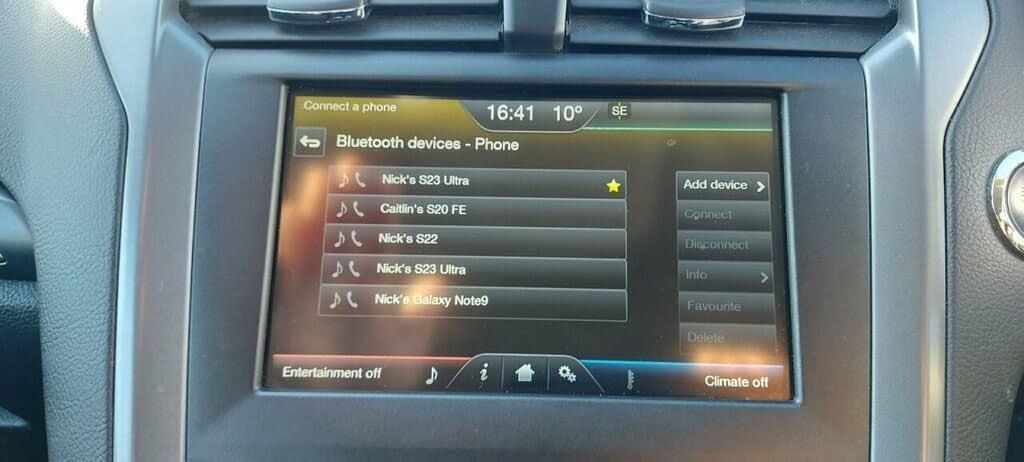 Connect a phone
16:41 10° SE
Bluetooth devices - Phone
Nick's S23 Ultra
Caitlin's S20 FE
Nick's S22
Nick's S23 Ultra
Nick's Galaxy Note9
Add device
Connect
Disconnect
Info
Favourite
Delete
Entertainment off
Climate off